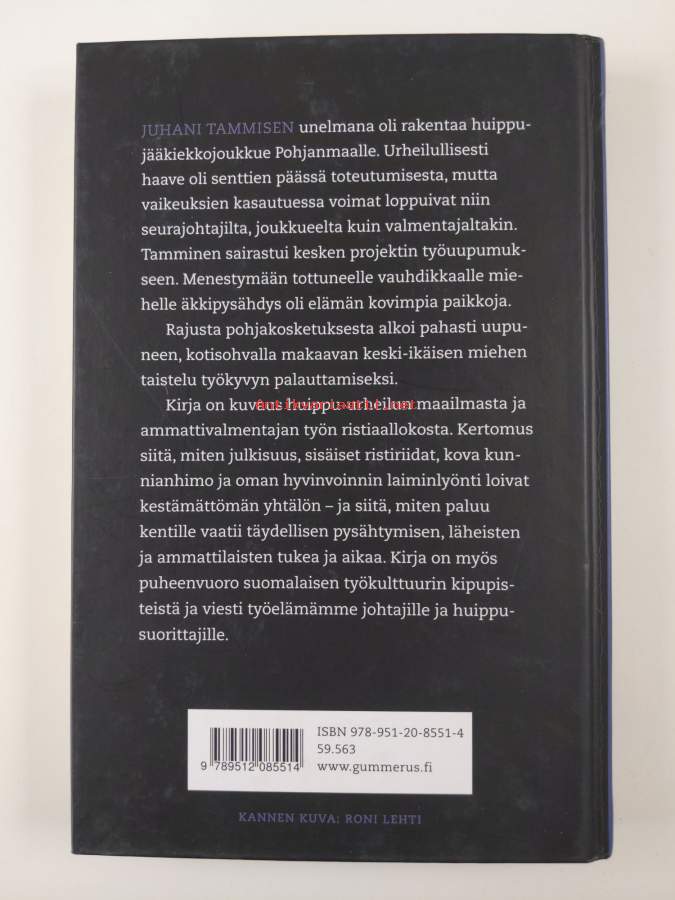 JUHANI TAMMISEN unelmana oli rakentaa huippu-
jääkiekkojoukkue Pohjanmaalle. Urheilullisesti
haave oli senttien päässä toteutumisesta, mutta
vaikeuksien kasautuessa voimat loppuivat niin
seurajohtajilta, joukkueelta kuin valmentajaltakin.
Tamminen sairastui kesken projektin työuupumuk-
seen. Menestymään tottuneelle vauhdikkaalle mie-
helle äkkipysähdys oli elämän kovimpia paikkoja.
Rajusta pohjakosketuksesta alkoi pahasti uupu-
neen, kotisohvalla makaavan keski-ikäisen miehen
taistelu työkyvyn palauttamiseksi.
Kirja on kuvaus huippu-urheilun maailmasta ja
ammattivalmentajan työn ristiaallokosta. Kertomus
siitä, miten julkisuus, sisäiset ristiriidat, kova kun-
nianhimo ja oman hyvinvoinnin laiminlyönti loivat
kestämättömän yhtälön – ja siitä, miten paluu
kentille vaatii täydellisen pysähtymisen, läheisten
ja ammattilaisten tukea ja aikaa. Kirja on myös
puheenvuoro suomalaisen työkulttuurin kipupis-
teistä ja viesti työelämämme johtajille ja huippu-
suorittajille.
ISBN 978-951-20-8551-4
59.563
www.gummerus.fi
9 789512 085514
KANNEN KUVA: RONI LEHTI